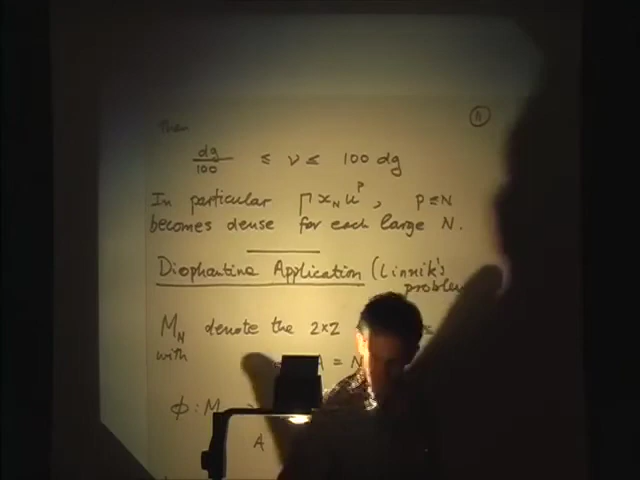 Then
11
dg/100 ≤ ν ≤ 100 dg
In particular Γ x_N u^p, p ≤ N
becomes dense for each large N.
Diophantine Application (Linnik's
problem
M_N denote the 2×2
with = N
ϕ : M
A